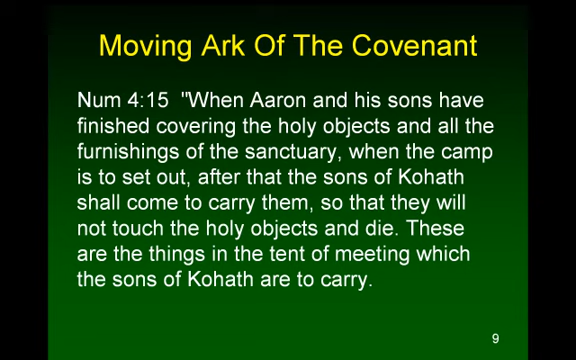 Moving Ark Of The Covenant
Num 4:15  "When Aaron and his sons have
finished covering the holy objects and all the
furnishings of the sanctuary, when the camp
is to set out, after that the sons of Kohath
shall come to carry them, so that they will
not touch the holy objects and die. These
are the things in the tent of meeting which
the sons of Kohath are to carry.
9